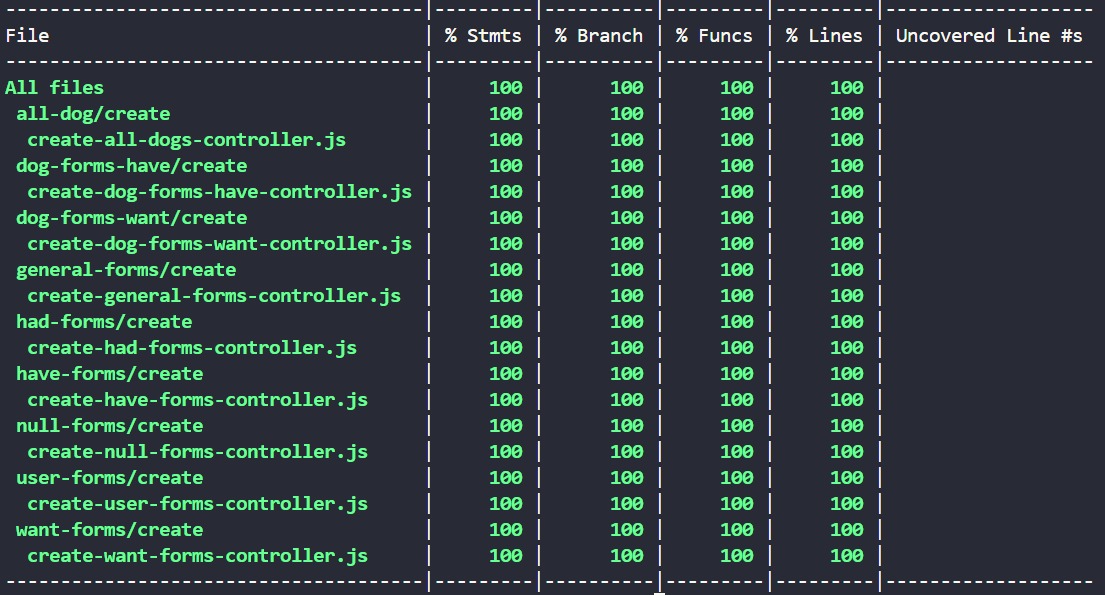 ----------------------------------------|----------|----------|----------|----------|-------------------
File | % Stmts | % Branch | % Funcs | % Lines | Uncovered Line #s
----------------------------------------|----------|----------|----------|----------|-------------------
All files | 100 | 100 | 100 | 100 |
all-dog/create | 100 | 100 | 100 | 100 |
create-all-dogs-controller.js | 100 | 100 | 100 | 100 |
dog-forms-have/create | 100 | 100 | 100 | 100 |
create-dog-forms-have-controller.js | 100 | 100 | 100 | 100 |
dog-forms-want/create | 100 | 100 | 100 | 100 |
create-dog-forms-want-controller.js | 100 | 100 | 100 | 100 |
general-forms/create | 100 | 100 | 100 | 100 |
create-general-forms-controller.js | 100 | 100 | 100 | 100 |
had-forms/create | 100 | 100 | 100 | 100 |
create-had-forms-controller.js | 100 | 100 | 100 | 100 |
have-forms/create | 100 | 100 | 100 | 100 |
create-have-forms-controller.js | 100 | 100 | 100 | 100 |
null-forms/create | 100 | 100 | 100 | 100 |
create-null-forms-controller.js | 100 | 100 | 100 | 100 |
user-forms/create | 100 | 100 | 100 | 100 |
create-user-forms-controller.js | 100 | 100 | 100 | 100 |
want-forms/create | 100 | 100 | 100 | 100 |
create-want-forms-controller.js | 100 | 100 | 100 | 100 |
----------------------------------------|----------|----------|----------|----------|-------------------